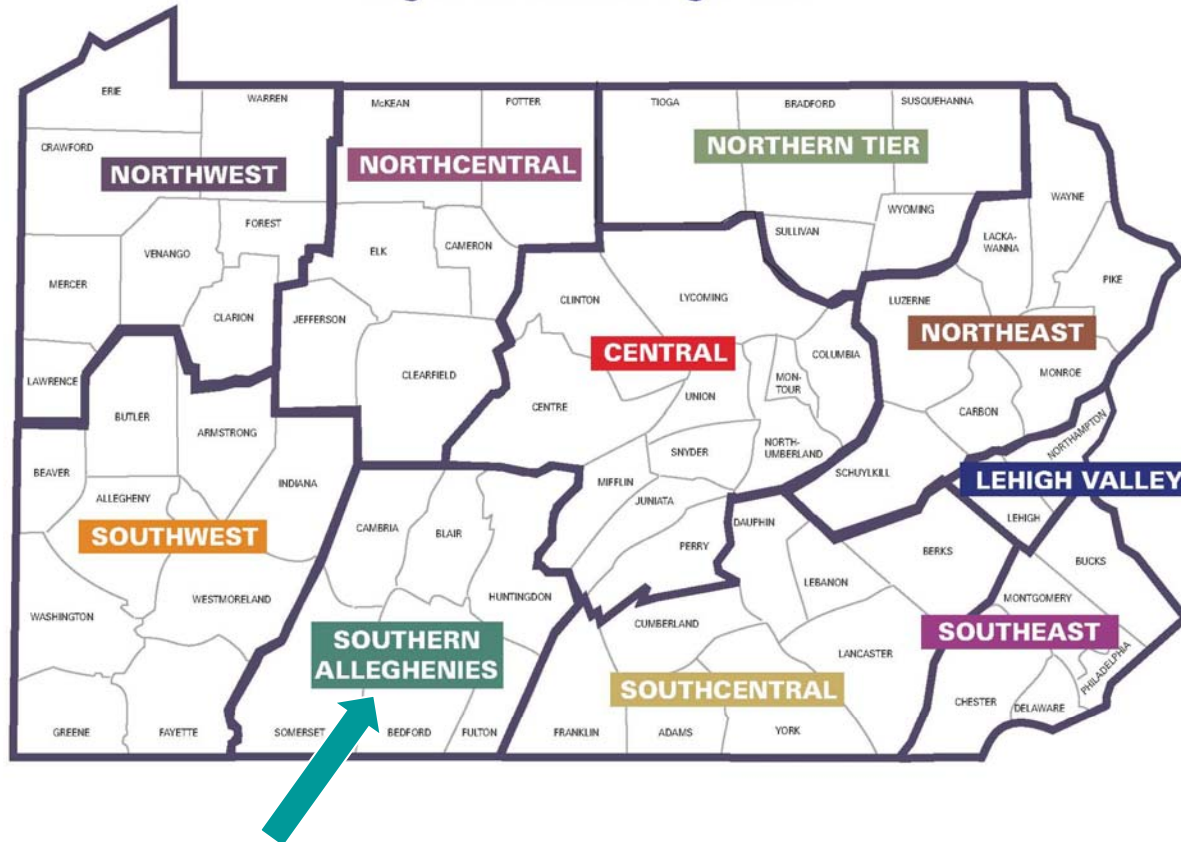 ERIE
WARREN
McKEAN
POTTER
TIOGA
BRADFORD
SUSQUEHANNA
CRAWFORD
NORTHWEST
NORTHCENTRAL
NORTHERN TIER
WAYNE
FOREST
VENANGO
ELK
CAMERON
SULLIVAN
WYOMING
LACKA-
WANNA
MERCER
CLARION
JEFFERSON
CLINTON
LYCOMING
LUZERNE
PIKE
NORTHEAST
CENTRAL
COLUMBIA
LAWRENCE
CLEARFIELD
CENTRE
UNION
MON-
TOUR
MONROE
BUTLER
ARMSTRONG
CARBON
NORTHAMPTON
BEAVER
SNYDER
NORTH-
UMBERLAND
SCHUYLKILL
LEHIGH VALLEY
ALLEGHENY
INDIANA
MIFFLIN
JUNIATA
LEHIGH
SOUTHWEST
CAMBRIA
BLAIR
PERRY
DAUPHIN
BERKS
BUCKS
WASHINGTON
WESTMORELAND
HUNTINGDON
LEBANON
MONTGOMERY
SOUTHERN
ALLEGHENIES
CUMBERLAND
LANCASTER
SOUTHEAST
PHILADELPHIA
SOUTHCENTRAL
CHESTER
DELAWARE
GREENE
FAYETTE
SOMERSET
BEDFORD
FULTON
FRANKLIN
ADAMS
YORK